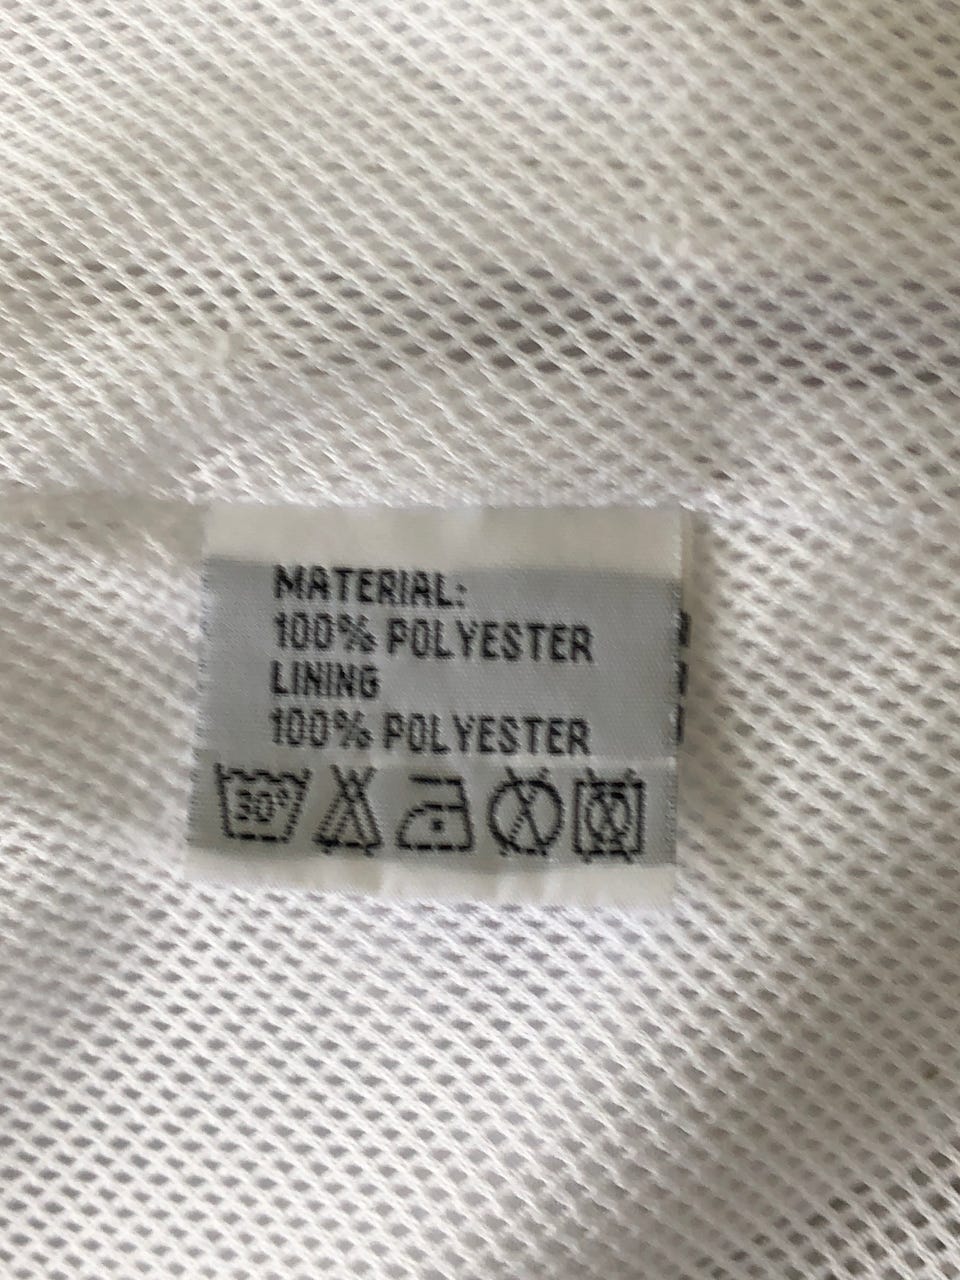 MATERIAL:
100% POLYESTER
LINING
100% POLYESTER
30°